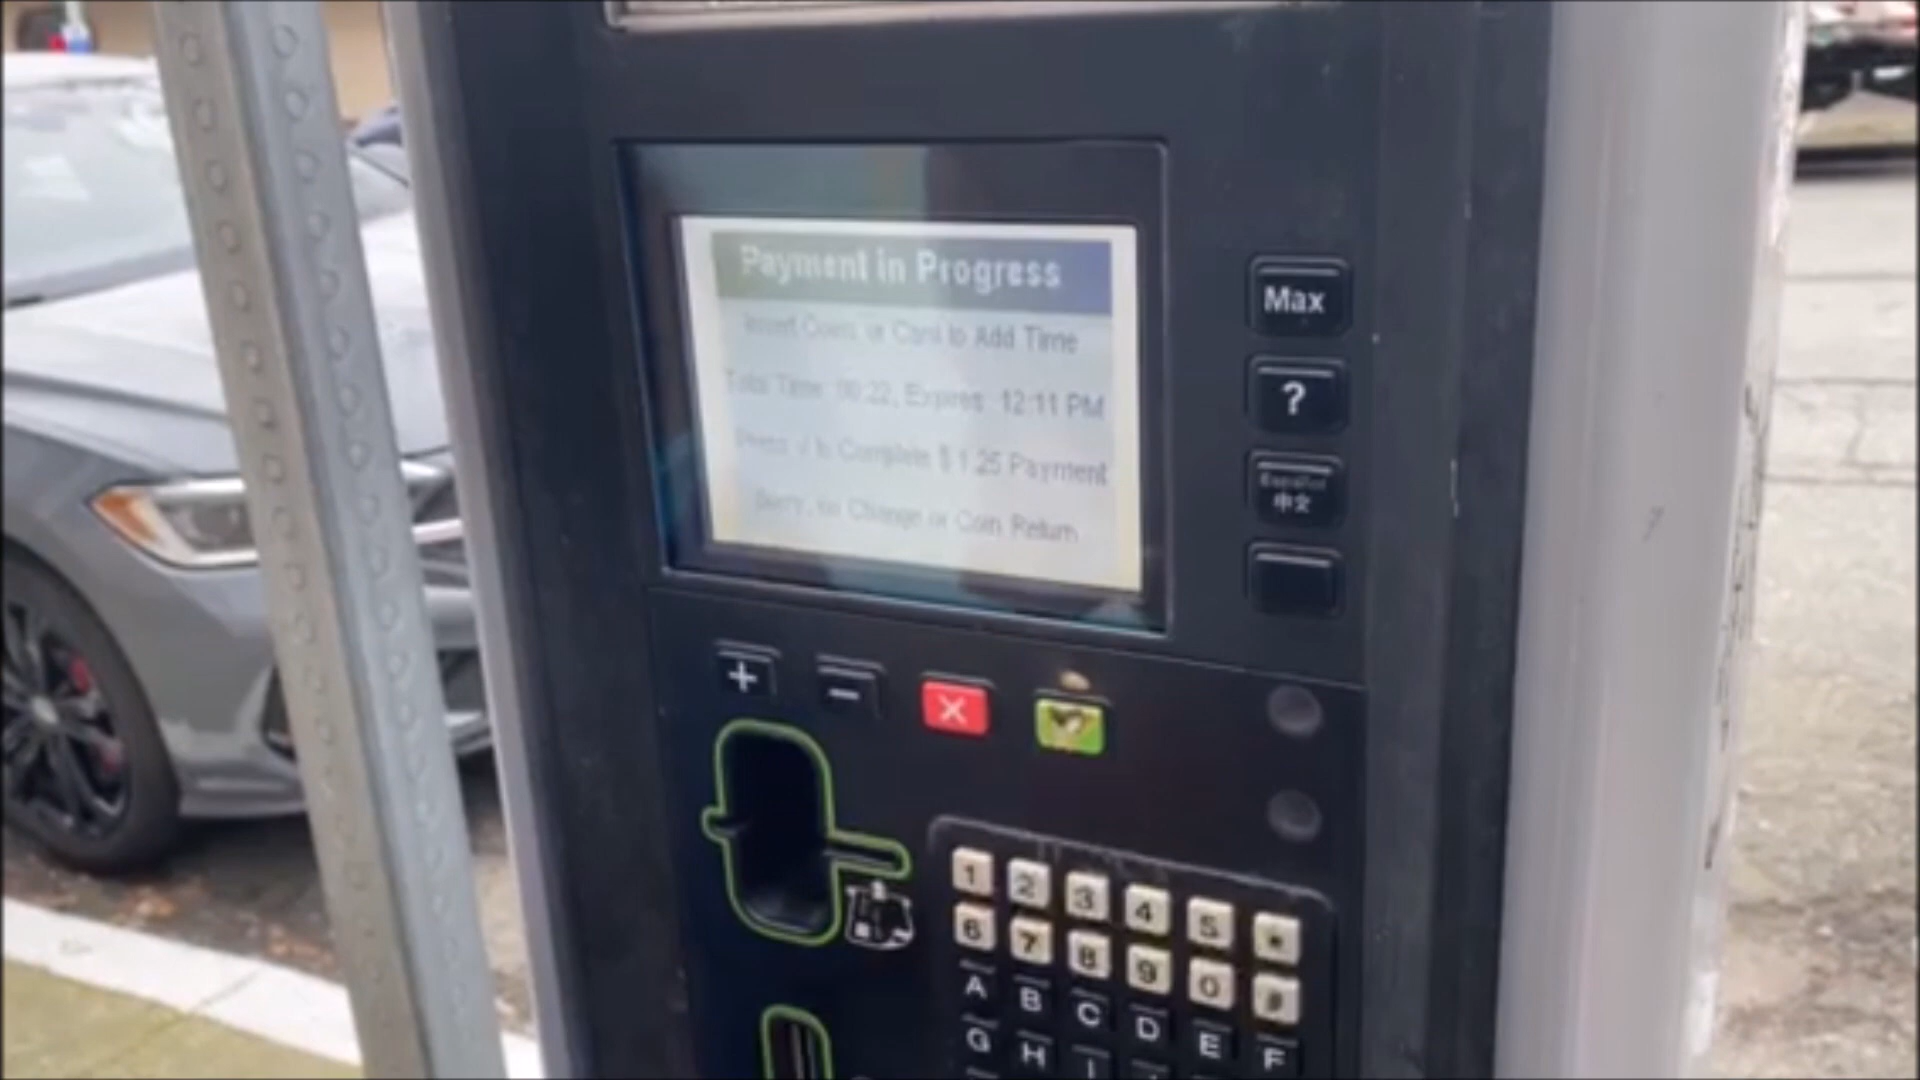 Payment in Progress
Insert Coins or Card to Add Time
Total Time: 00:22, Expires: 12:11 PM
Press √ to Complete $ 1.25 Payment
Sorry, no Change or Coin Return
Max
?
Español
中文
+
-
X
1 2 3 4 5 *
6 7 8 9 0 #
A B C D E F
G H I